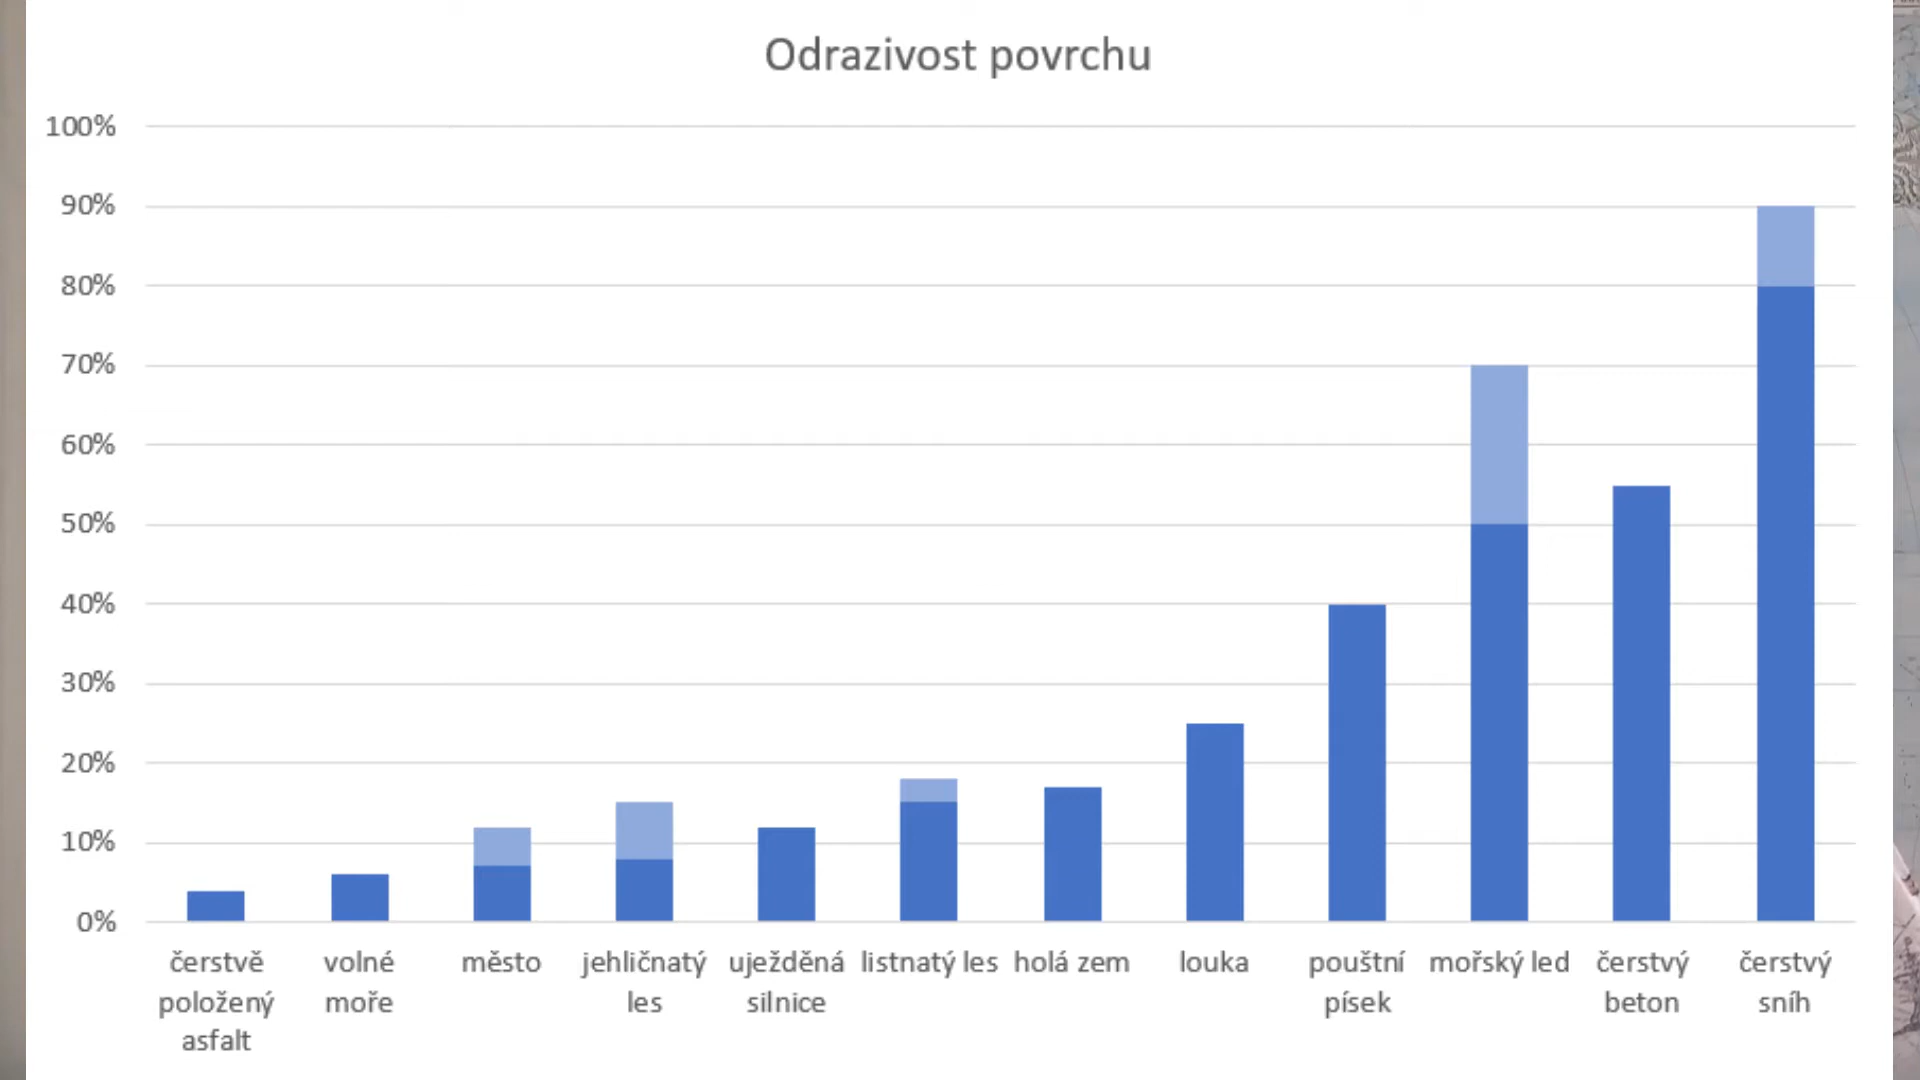 Odrazivost povrchu
100%
90%
80%
70%
60%
50%
40%
30%
20%
10%
0%
čerstvě
položený
asfalt
volné
moře
město
jehličnatý
les
uježděná
silnice
listnatý les
holá zem
louka
pouštní
písek
mořský led
čerstvý
beton
čerstvý
sníh